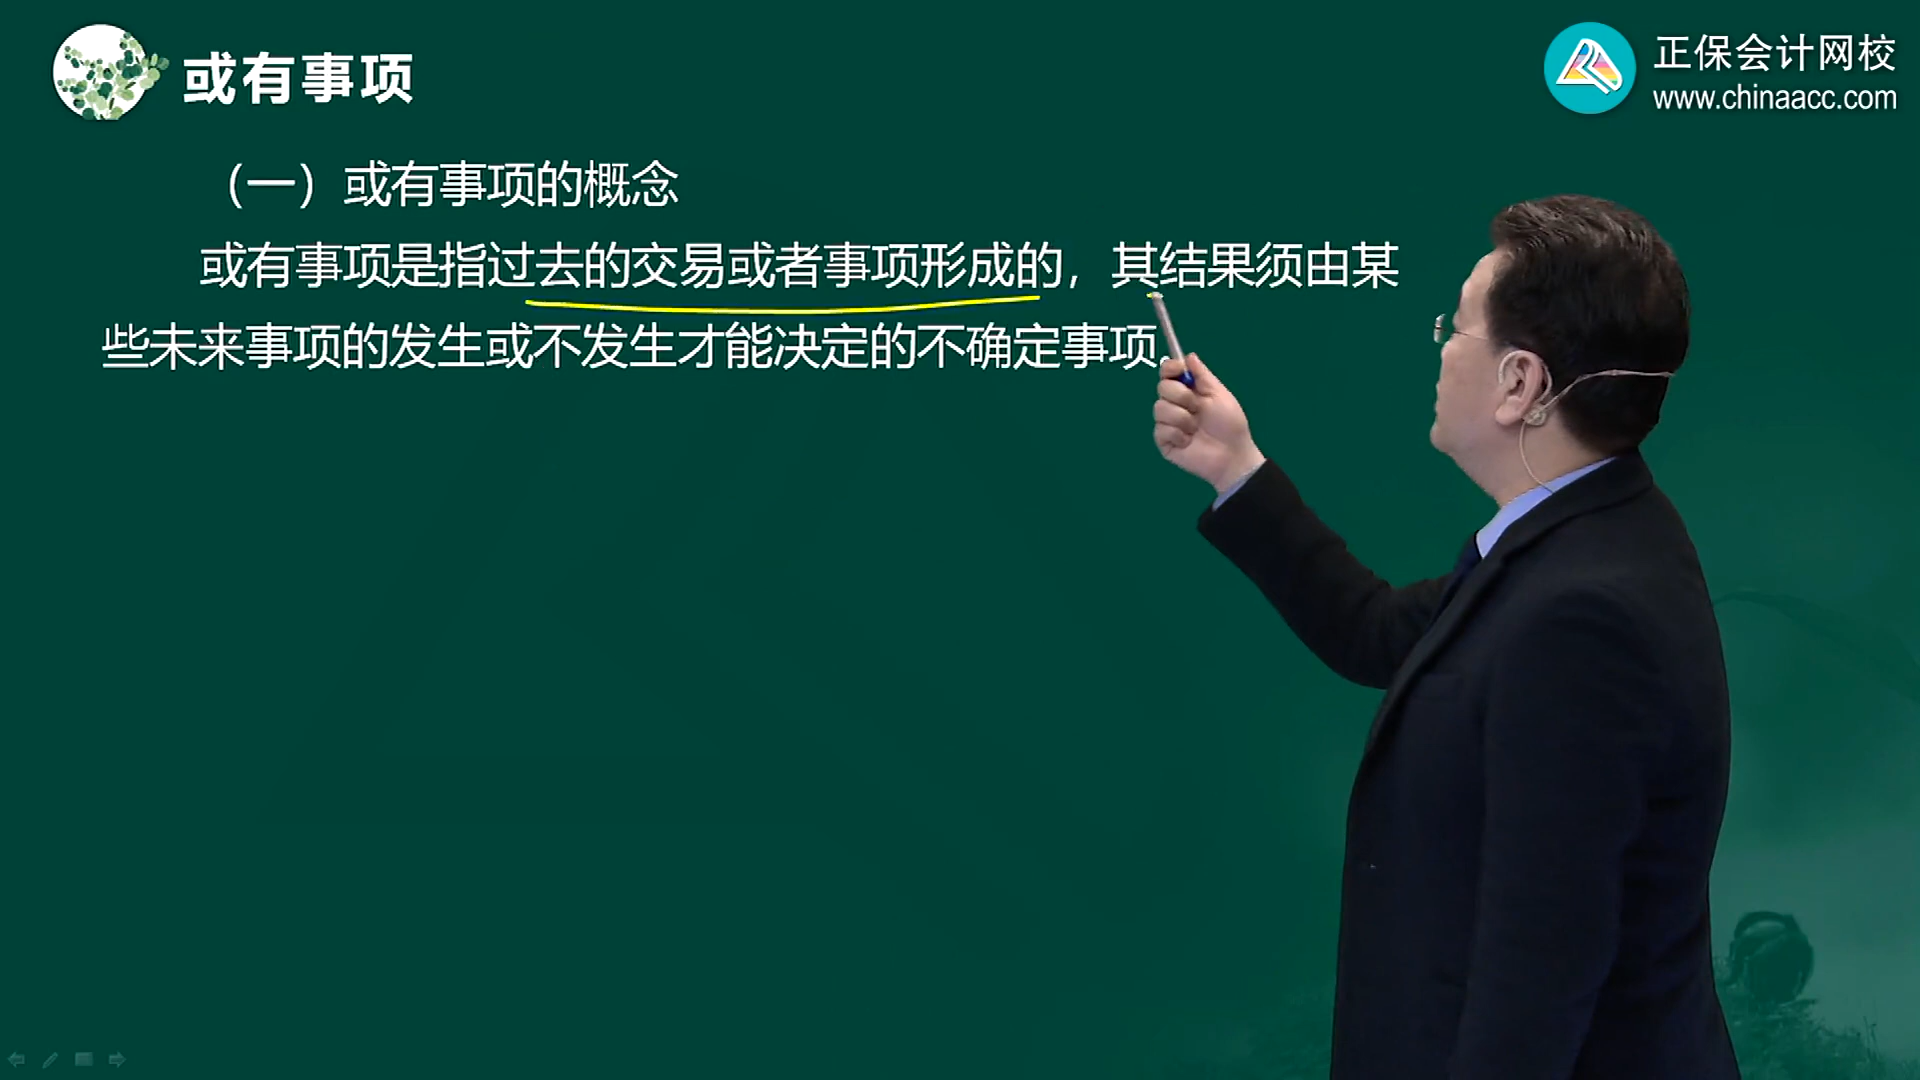 或有事项
正保会计网校
www.chinaacc.com
（一）或有事项的概念
或有事项是指过去的交易或者事项形成的，其结果须由某
些未来事项的发生或不发生才能决定的不确定事项。